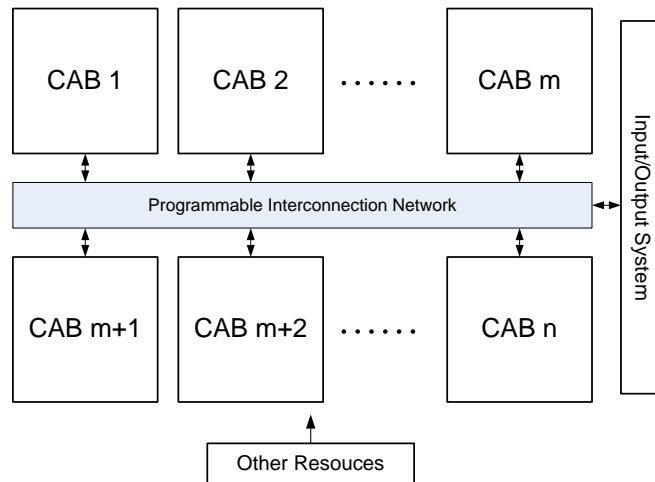 CAB 1
CAB 2
......
CAB m
Input/Output System
Programmable Interconnection Network
CAB m+1
CAB m+2
......
CAB n
Other Resouces